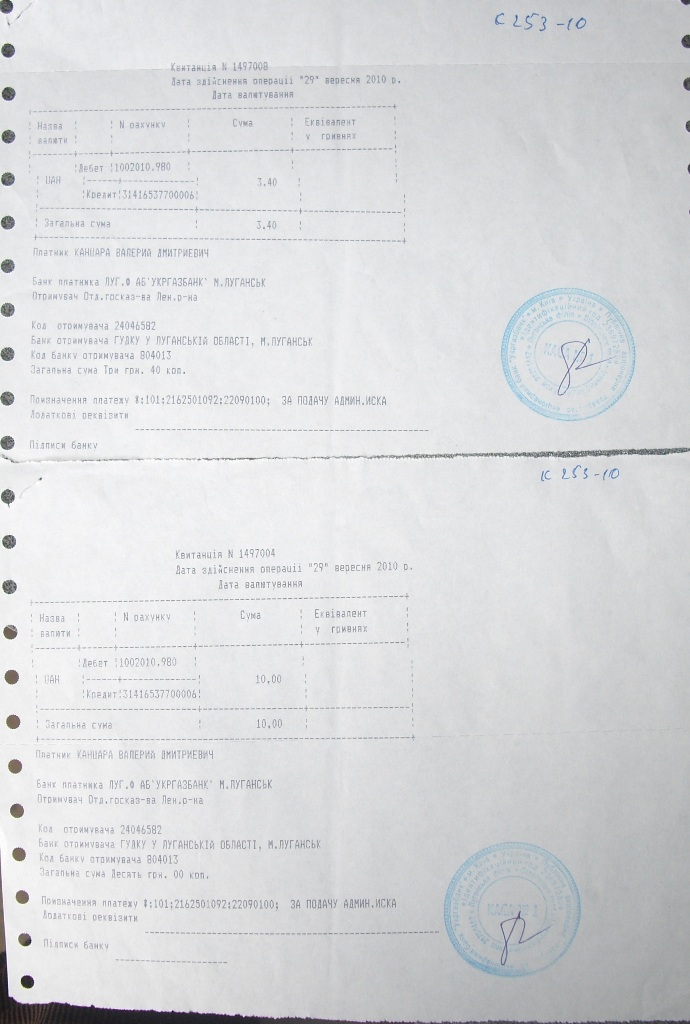 К 253-10
Квитанція N 1497008
Дата здійснення операції "29" вересня 2010 р.
Дата валютування
Назва валюти N рахунку Сума Еквівалент у гривнях
Дебет 1002010.980
UAH 3.40
Кредит 31416537700006
Загальна сума 3.40
Платник КАНЦАРА ВАЛЕРИЙ ДМИТРИЕВИЧ
Банк платника ЛУГ.Ф АБ'УКРГАЗБАНК' М.ЛУГАНСЬК
Отримувач Отд.госказ-ва Лен.р-на
Код отримувача 24046582
Банк отримувача ГУДКУ У ЛУГАНСЬКІЙ ОБЛАСТІ, М.ЛУГАНСЬК
Код банку отримувача 804013
Загальна сума Три грн. 40 коп.
Призначення платежу *;101;2162501092;22090100; ЗА ПОДАЧУ АДМИН.ИСКА
Додаткові реквізити
Підписи банку
К 253-10
Квитанція N 1497004
Дата здійснення операції "29" вересня 2010 р.
Дата валютування
Назва валюти N рахунку Сума Еквівалент у гривнях
Дебет 1002010.980
UAH 10,00
Кредит 31416537700006
Загальна сума 10,00
Платник КАНЦАРА ВАЛЕРИЙ ДМИТРИЕВИЧ
Банк платника ЛУГ.Ф АБ'УКРГАЗБАНК' М.ЛУГАНСЬК
Отримувач Отд.госказ-ва Лен.р-на
Код отримувача 24046582
Банк отримувача ГУДКУ У ЛУГАНСЬКІЙ ОБЛАСТІ, М.ЛУГАНСЬК
Код банку отримувача 804013
Загальна сума Десять грн. 00 коп.
Призначення платежу *;101;2162501092;22090100; ЗА ПОДАЧУ АДМИН.ИСКА
Додаткові реквізити
Підписи банку